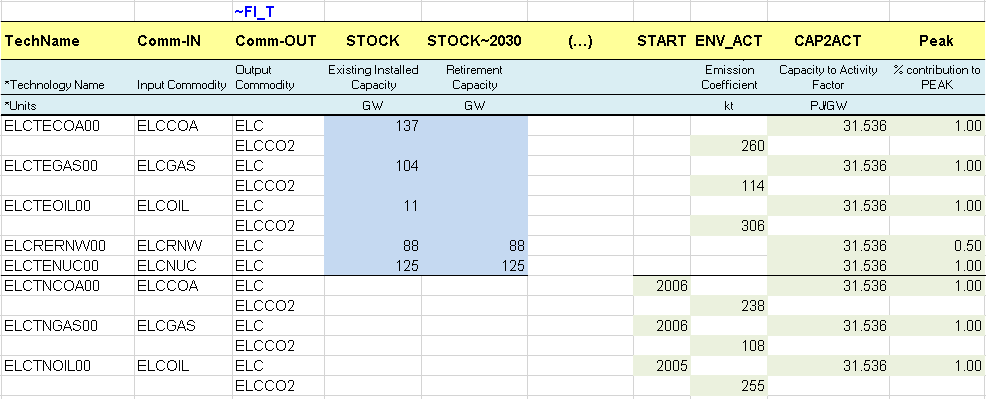 ~FI_T
TechName Comm-IN Comm-OUT STOCK STOCK~2030 (...) START ENV_ACT CAP2ACT Peak
*Technology Name Input Commodity Output Commodity Existing Installed Capacity Retirement Capacity Emission Coefficient Capacity to Activity Factor % contribution to PEAK
*Units GW GW kt PJ/GW
ELCTECOA00 ELCCOA ELC 137 31.536 1.00
ELCCO2 260
ELCTEGAS00 ELCGAS ELC 104 31.536 1.00
ELCCO2 114
ELCTEOIL00 ELCOIL ELC 11 31.536 1.00
ELCCO2 306
ELCRERNW00 ELCRNW ELC 88 88 31.536 0.50
ELCTENUC00 ELCNUC ELC 125 125 31.536 1.00
ELCTNCOA00 ELCCOA ELC 2006 31.536 1.00
ELCCO2 238
ELCTNGAS00 ELCGAS ELC 2006 31.536 1.00
ELCCO2 108
ELCTNOIL00 ELCOIL ELC 2005 31.536 1.00
ELCCO2 255